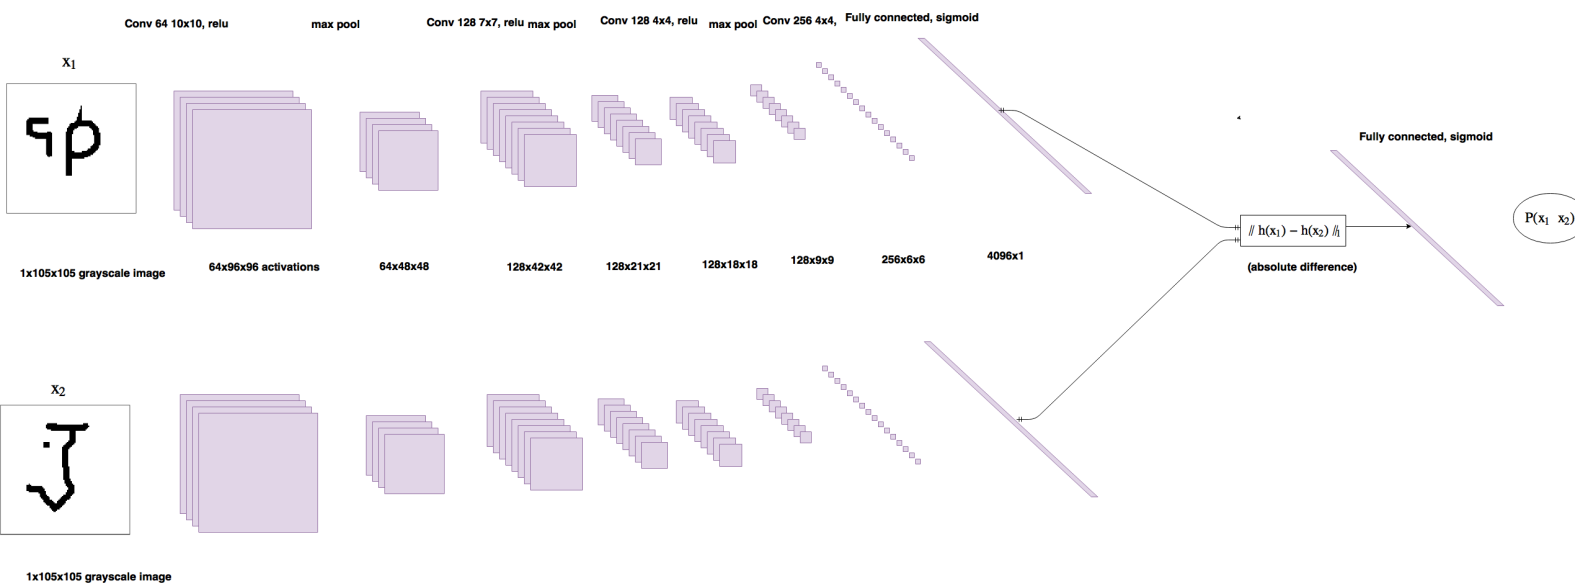 Conv 64 10x10, relu
max pool
Conv 128 7x7, relu
max pool
Conv 128 4x4, relu
max pool
Conv 256 4x4,
Fully connected, sigmoid
x1
Fully connected, sigmoid
// h(x1) − h(x2) //1
P(x1 x2)
(absolute difference)
1x105x105 grayscale image
64x96x96 activations
64x48x48
128x42x42
128x21x21
128x18x18
128x9x9
256x6x6
4096x1
x2
1x105x105 grayscale image